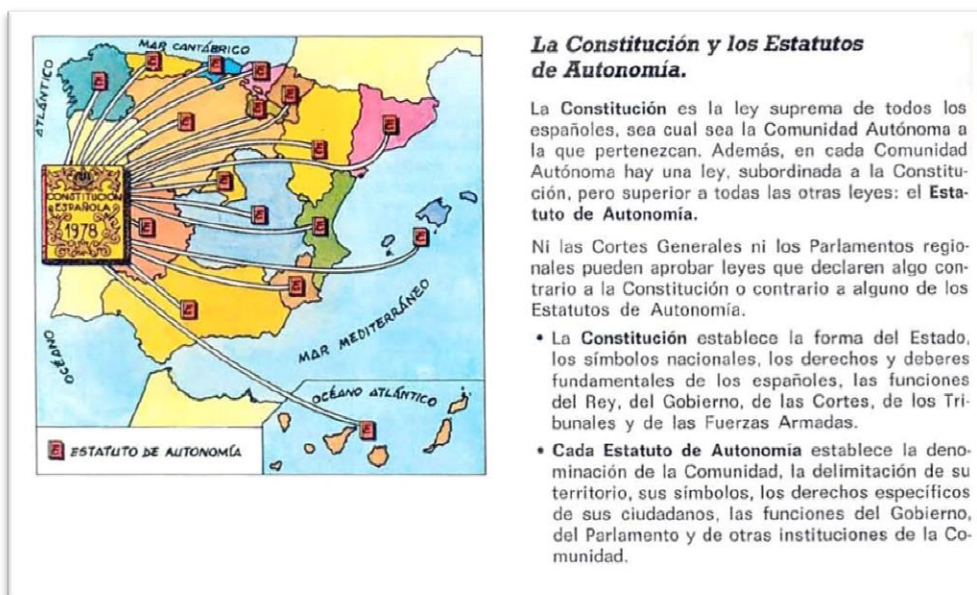 MAR CANTÁBRICO
ATLÁNTICO
CONSTITUCIÓN
ESPAÑOLA
1978
OCÉANO
MAR MEDITERRÁNEO
OCÉANO ATLÁNTICO
E ESTATUTO DE AUTONOMÍA
La Constitución y los Estatutos
de Autonomía.
La Constitución es la ley suprema de todos los
españoles, sea cual sea la Comunidad Autónoma a
la que pertenezcan. Además, en cada Comunidad
Autónoma hay una ley, subordinada a la Constitu-
ción, pero superior a todas las otras leyes: el Esta-
tuto de Autonomía.
Ni las Cortes Generales ni los Parlamentos regio-
nales pueden aprobar leyes que declaren algo con-
trario a la Constitución o contrario a alguno de los
Estatutos de Autonomía.
• La Constitución establece la forma del Estado,
los símbolos nacionales, los derechos y deberes
fundamentales de los españoles, las funciones
del Rey, del Gobierno, de las Cortes, de los Tri-
bunales y de las Fuerzas Armadas.
• Cada Estatuto de Autonomía establece la deno-
minación de la Comunidad, la delimitación de su
territorio, sus símbolos, los derechos específicos
de sus ciudadanos, las funciones del Gobierno,
del Parlamento y de otras instituciones de la Co-
munidad.